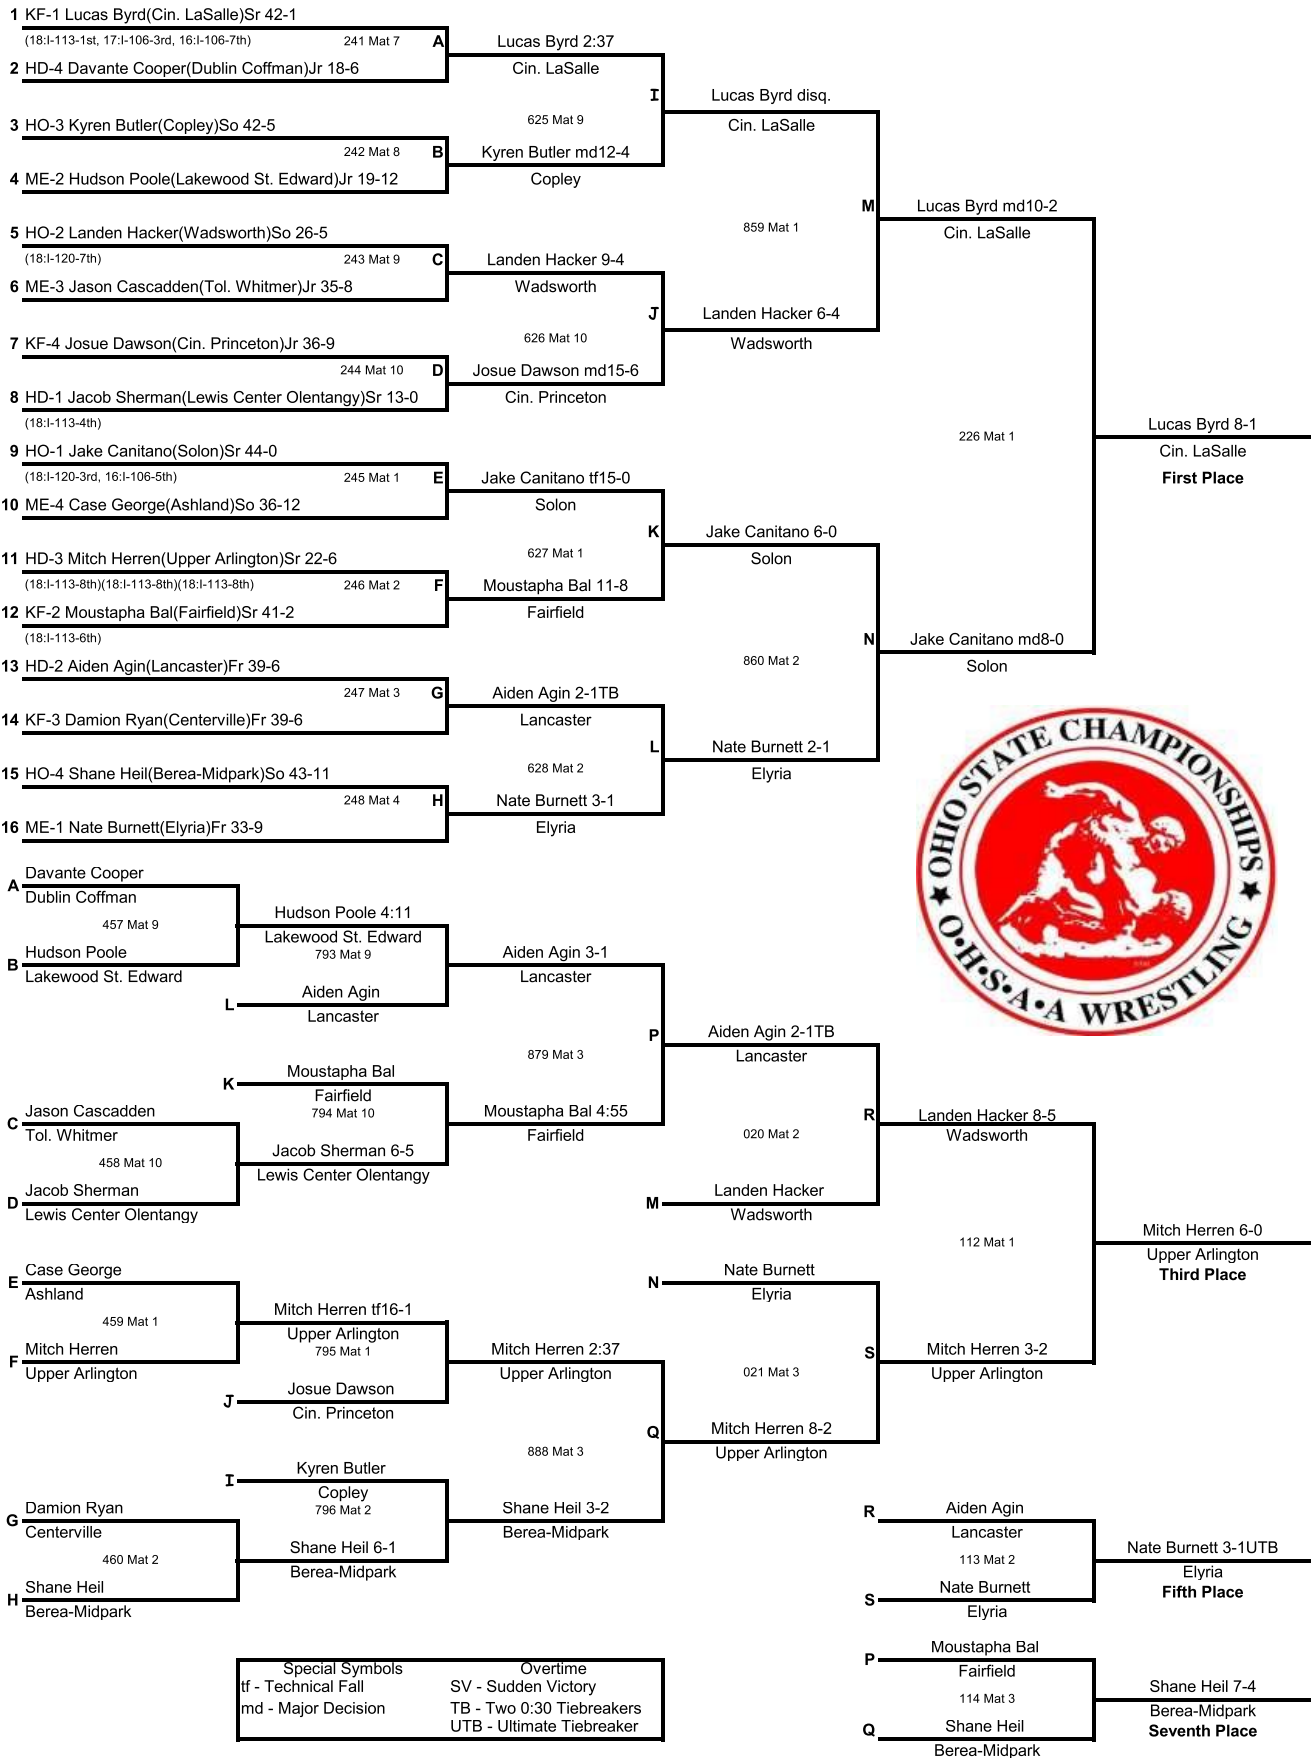 1 KF-1 Lucas Byrd(Cin. LaSalle)Sr 42-1
(18:I-113-1st, 17:I-106-3rd, 16:I-106-7th)
241 Mat 7
A
2 HD-4 Davante Cooper(Dublin Coffman)Jr 18-6
3 HO-3 Kyren Butler(Copley)So 42-5
242 Mat 8
B
4 ME-2 Hudson Poole(Lakewood St. Edward)Jr 19-12
5 HO-2 Landen Hacker(Wadsworth)So 26-5
(18:I-120-7th)
243 Mat 9
C
6 ME-3 Jason Cascadden(Tol. Whitmer)Jr 35-8
7 KF-4 Josue Dawson(Cin. Princeton)Jr 36-9
244 Mat 10
D
8 HD-1 Jacob Sherman(Lewis Center Olentangy)Sr 13-0
(18:I-113-4th)
9 HO-1 Jake Canitano(Solon)Sr 44-0
(18:I-120-3rd, 16:I-106-5th)
245 Mat 1
E
10 ME-4 Case George(Ashland)So 36-12
11 HD-3 Mitch Herren(Upper Arlington)Sr 22-6
(18:I-113-8th)(18:I-113-8th)(18:I-113-8th)
246 Mat 2
F
12 KF-2 Moustapha Bal(Fairfield)Sr 41-2
(18:I-113-6th)
13 HD-2 Aiden Agin(Lancaster)Fr 39-6
247 Mat 3
G
14 KF-3 Damion Ryan(Centerville)Fr 39-6
15 HO-4 Shane Heil(Berea-Midpark)So 43-11
248 Mat 4
H
16 ME-1 Nate Burnett(Elyria)Fr 33-9
Lucas Byrd 2:37
Cin. LaSalle
625 Mat 9
I
Kyren Butler md12-4
Copley
Landen Hacker 9-4
Wadsworth
626 Mat 10
J
Josue Dawson md15-6
Cin. Princeton
Jake Canitano tf15-0
Solon
627 Mat 1
K
Moustapha Bal 11-8
Fairfield
Aiden Agin 2-1TB
Lancaster
628 Mat 2
L
Nate Burnett 3-1
Elyria
Lucas Byrd disq.
Cin. LaSalle
859 Mat 1
M
Landen Hacker 6-4
Wadsworth
Jake Canitano 6-0
Solon
860 Mat 2
N
Nate Burnett 2-1
Elyria
Lucas Byrd md10-2
Cin. LaSalle
226 Mat 1
Jake Canitano md8-0
Solon
Lucas Byrd 8-1
Cin. LaSalle
First Place
OHIO STATE CHAMPIONSHIPS
★ O•H•S•A•A WRESTLING ★
A
Davante Cooper
Dublin Coffman
457 Mat 9
B
Hudson Poole
Lakewood St. Edward
Hudson Poole 4:11
Lakewood St. Edward
793 Mat 9
L
Aiden Agin
Lancaster
K
Moustapha Bal
Fairfield
794 Mat 10
C
Jason Cascadden
Tol. Whitmer
458 Mat 10
D
Jacob Sherman
Lewis Center Olentangy
Jacob Sherman 6-5
Lewis Center Olentangy
Aiden Agin 3-1
Lancaster
879 Mat 3
P
Moustapha Bal 4:55
Fairfield
Aiden Agin 2-1TB
Lancaster
020 Mat 2
R
M
Landen Hacker
Wadsworth
Landen Hacker 8-5
Wadsworth
E
Case George
Ashland
459 Mat 1
F
Mitch Herren
Upper Arlington
Mitch Herren tf16-1
Upper Arlington
795 Mat 1
J
Josue Dawson
Cin. Princeton
I
Kyren Butler
Copley
796 Mat 2
G
Damion Ryan
Centerville
460 Mat 2
H
Shane Heil
Berea-Midpark
Shane Heil 6-1
Berea-Midpark
Mitch Herren 2:37
Upper Arlington
888 Mat 3
Q
Shane Heil 3-2
Berea-Midpark
N
Nate Burnett
Elyria
021 Mat 3
S
Mitch Herren 8-2
Upper Arlington
Mitch Herren 3-2
Upper Arlington
112 Mat 1
Mitch Herren 6-0
Upper Arlington
Third Place
R
Aiden Agin
Lancaster
113 Mat 2
S
Nate Burnett
Elyria
Nate Burnett 3-1UTB
Elyria
Fifth Place
P
Moustapha Bal
Fairfield
114 Mat 3
Q
Shane Heil
Berea-Midpark
Shane Heil 7-4
Berea-Midpark
Seventh Place
Special Symbols
tf - Technical Fall
md - Major Decision
Overtime
SV - Sudden Victory
TB - Two 0:30 Tiebreakers
UTB - Ultimate Tiebreaker